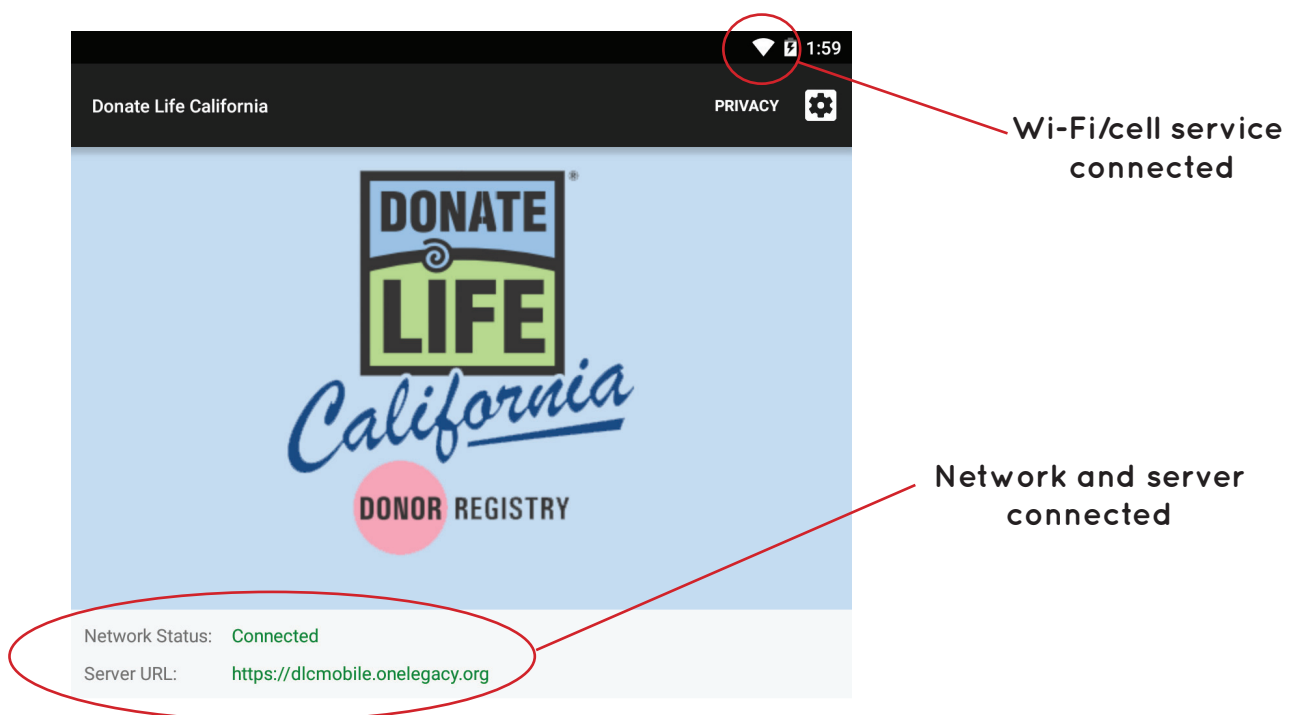 1:59
Donate Life California
PRIVACY
Wi-Fi/cell service
connected
DONATE
®
LIFE
California
DONOR REGISTRY
Network and server
connected
Network Status: Connected
Server URL: https://dlcmobile.onelegacy.org